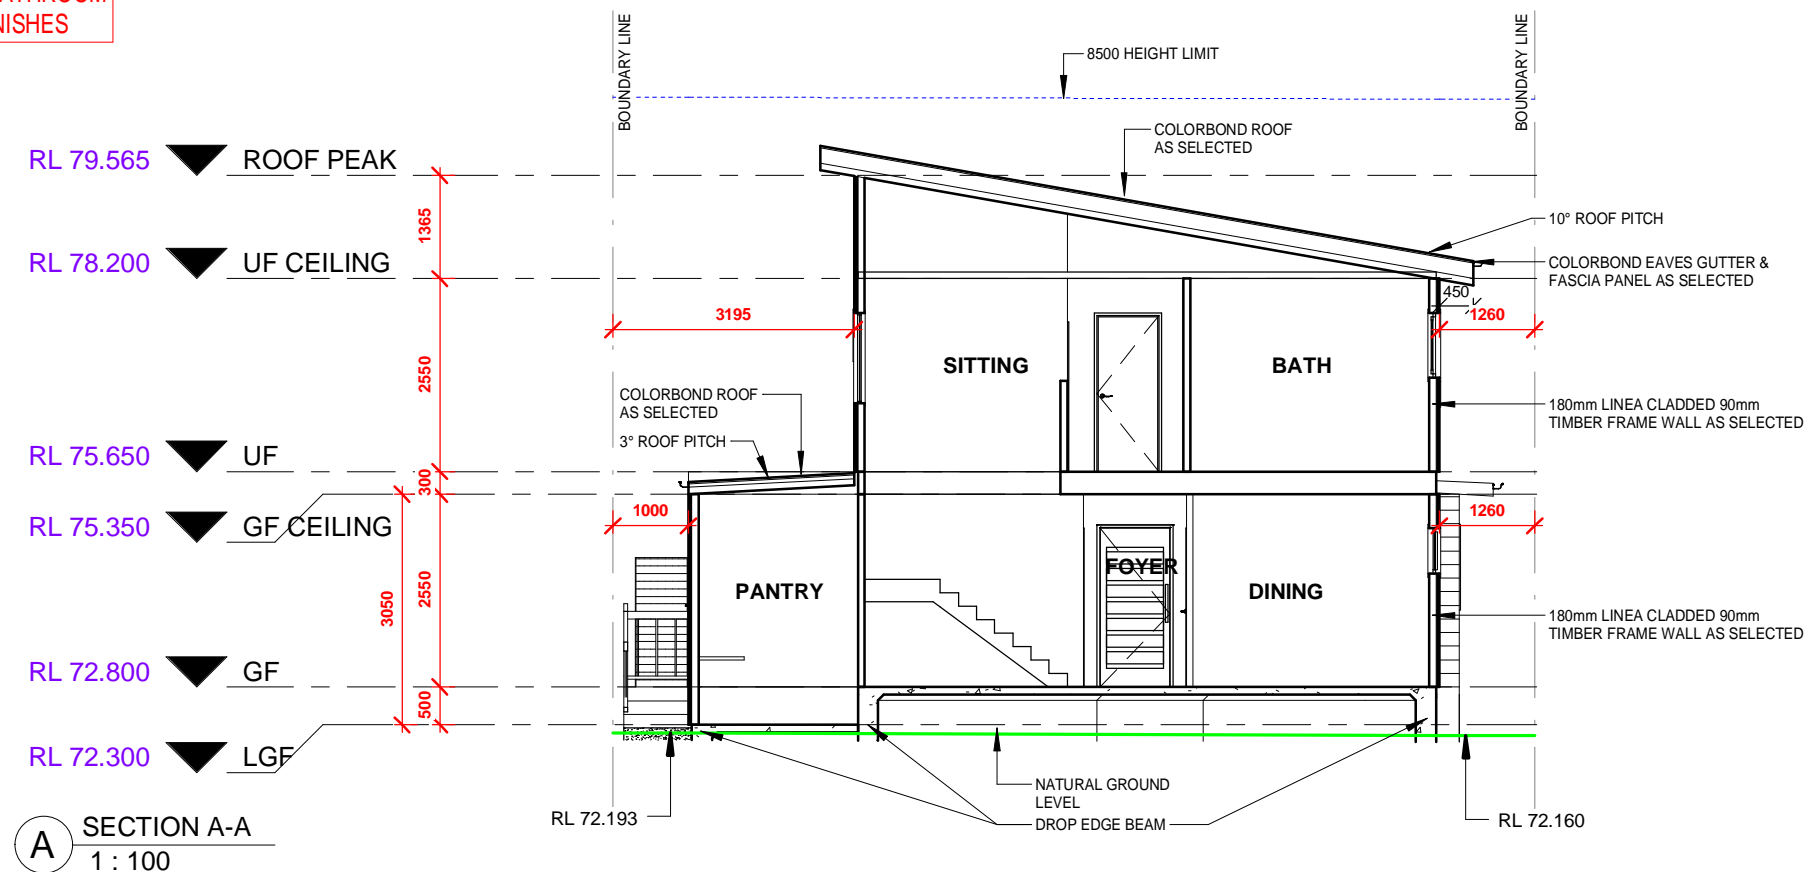 NISHES
BOUNDARY LINE
8500 HEIGHT LIMIT
BOUNDARY LINE
COLORBOND ROOF
AS SELECTED
RL 79.565 ROOF PEAK
1365
10° ROOF PITCH
RL 78.200 UF CEILING
COLORBOND EAVES GUTTER &
FASCIA PANEL AS SELECTED
450
3195
1260
2550
SITTING
BATH
COLORBOND ROOF
AS SELECTED
180mm LINEA CLADDED 90mm
TIMBER FRAME WALL AS SELECTED
3° ROOF PITCH
RL 75.650 UF
300
1000
1260
RL 75.350 GF CEILING
FOYER
2550
3050
PANTRY
DINING
180mm LINEA CLADDED 90mm
TIMBER FRAME WALL AS SELECTED
RL 72.800 GF
500
RL 72.300 LGF
NATURAL GROUND
LEVEL
RL 72.193
DROP EDGE BEAM
RL 72.160
A
SECTION A-A
1 : 100